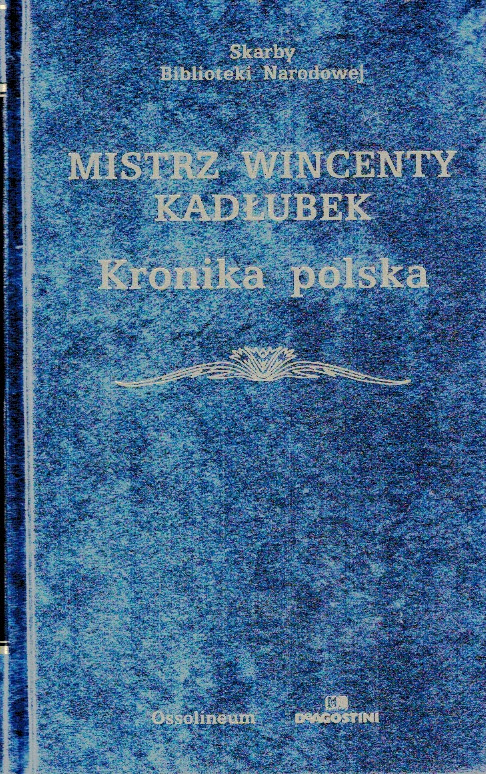 Skarby
Biblioteki Narodowej
MISTRZ WINCENTY
KADŁUBEK
Kronika polska
Ossolineum
DeAGOSTINI